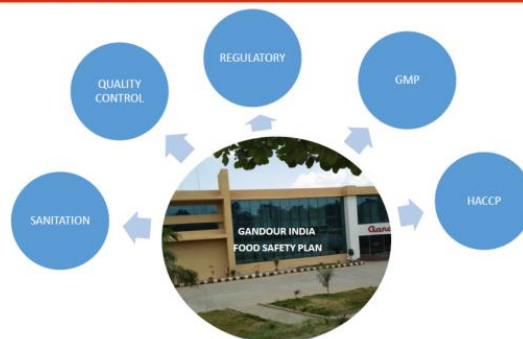 REGULATORY
QUALITY
CONTROL
GMP
SANITATION
HACCP
GANDOUR INDIA
FOOD SAFETY PLAN